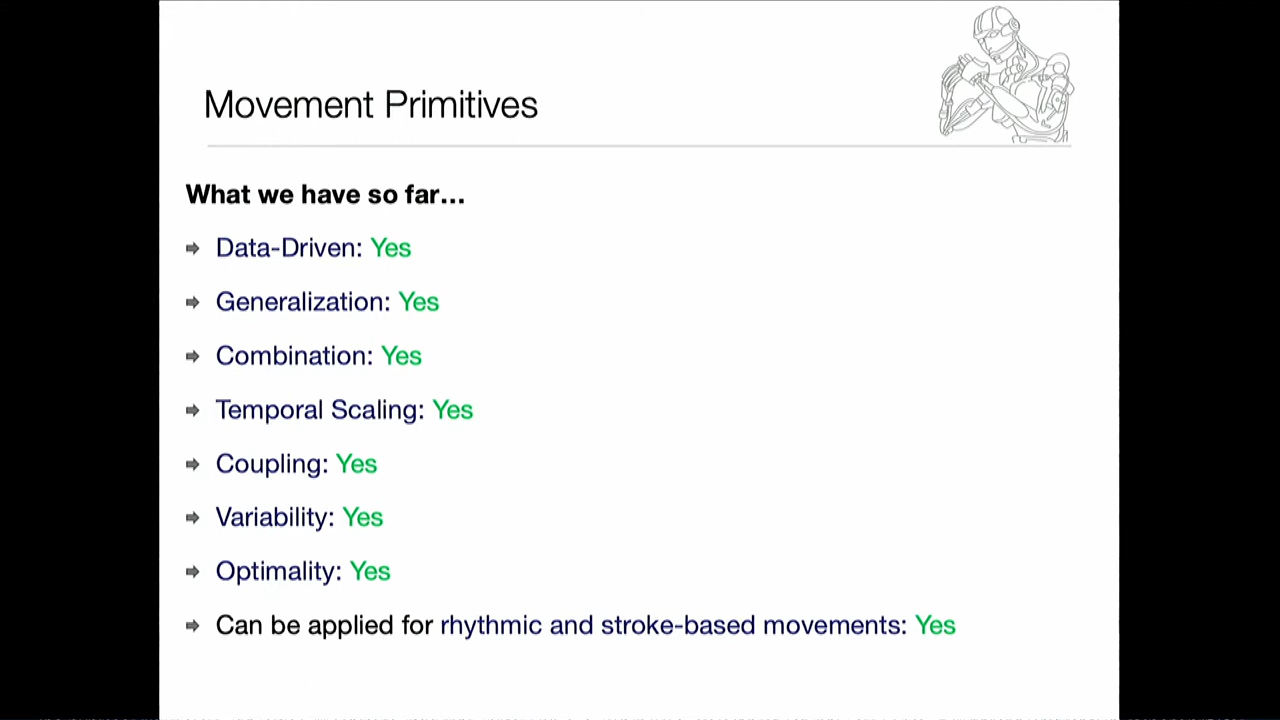 Movement Primitives
What we have so far...
⇨ Data-Driven: Yes
⇨ Generalization: Yes
⇨ Combination: Yes
⇨ Temporal Scaling: Yes
⇨ Coupling: Yes
⇨ Variability: Yes
⇨ Optimality: Yes
⇨ Can be applied for rhythmic and stroke-based movements: Yes